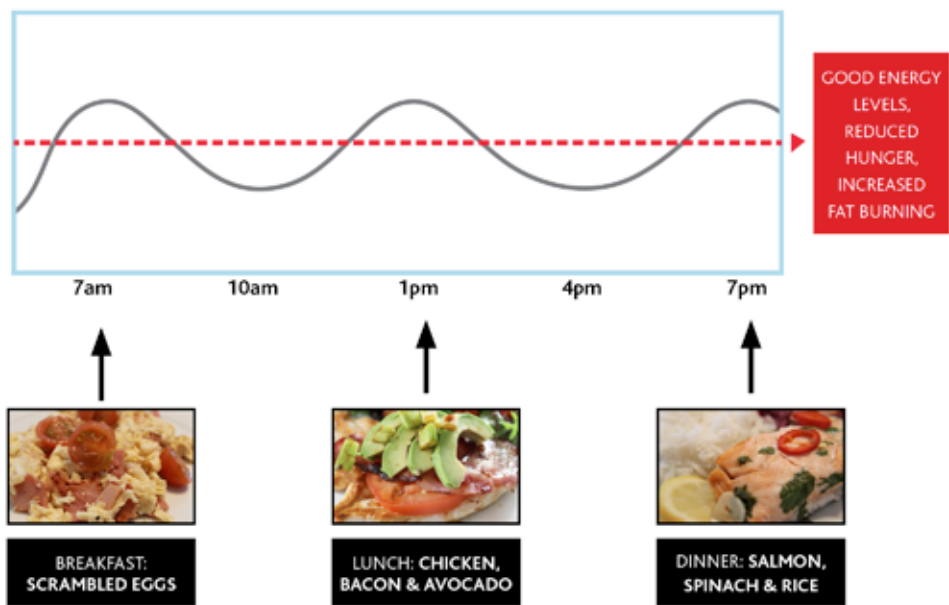 GOOD ENERGY
LEVELS,
REDUCED
HUNGER,
INCREASED
FAT BURNING
7am
10am
1pm
4pm
7pm
BREAKFAST:
SCRAMBLED EGGS
LUNCH: CHICKEN,
BACON & AVOCADO
DINNER: SALMON,
SPINACH & RICE